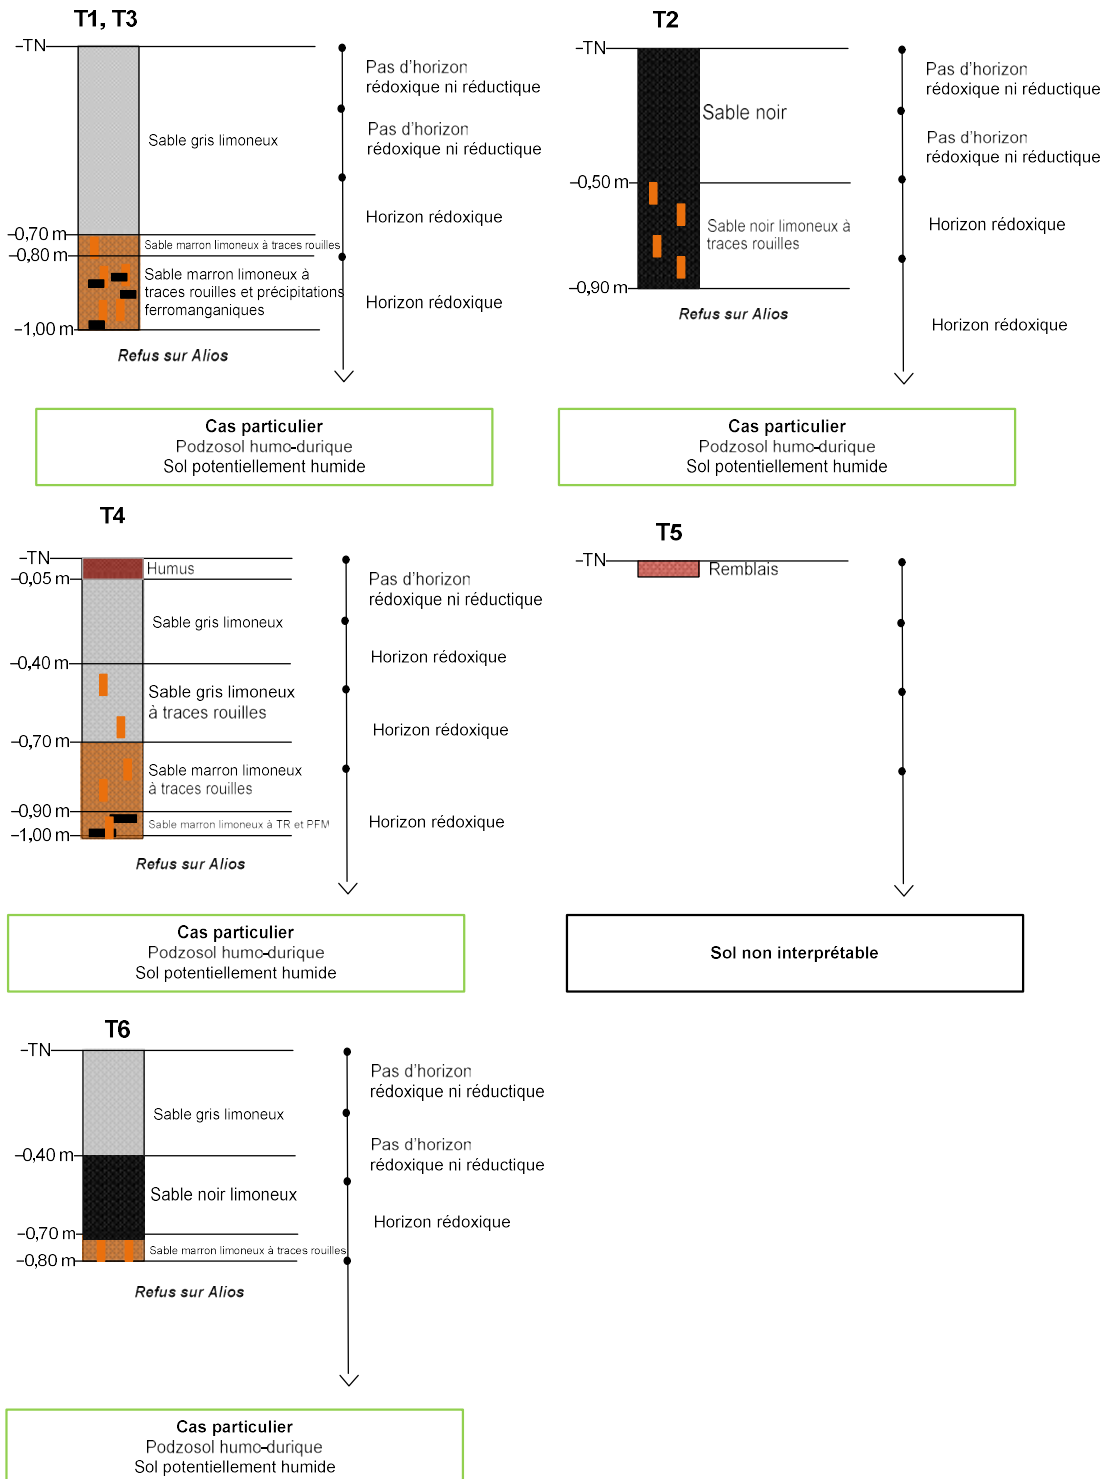 T1, T3
-TN
Sable gris limoneux
-0,70 m
Sable marron limoneux à traces rouilles
-0,80 m
Sable marron limoneux à
traces rouilles et précipitations
ferromanganiques
-1,00 m
Refus sur Alios
Pas d'horizon
rédoxique ni réductique
Pas d'horizon
rédoxique ni réductique
Horizon rédoxique
Horizon rédoxique
Cas particulier
Podzosol humo-durique
Sol potentiellement humide
T2
-TN
Sable noir
-0,50 m
Sable noir limoneux à
traces rouilles
-0,90 m
Refus sur Alios
Pas d'horizon
rédoxique ni réductique
Pas d'horizon
rédoxique ni réductique
Horizon rédoxique
Horizon rédoxique
Cas particulier
Podzosol humo-durique
Sol potentiellement humide
T4
-TN
Humus
-0,05 m
Sable gris limoneux
-0,40 m
Sable gris limoneux
à traces rouilles
-0,70 m
Sable marron limoneux
à traces rouilles
-0,90 m
Sable marron limoneux à TR et PFM
-1,00 m
Refus sur Alios
Pas d'horizon
rédoxique ni réductique
Horizon rédoxique
Horizon rédoxique
Horizon rédoxique
Cas particulier
Podzosol humo-durique
Sol potentiellement humide
T5
-TN
Remblais
Sol non interprétable
T6
-TN
Sable gris limoneux
-0,40 m
Sable noir limoneux
-0,70 m
Sable marron limoneux à traces rouilles
-0,80 m
Refus sur Alios
Pas d'horizon
rédoxique ni réductique
Pas d'horizon
rédoxique ni réductique
Horizon rédoxique
Cas particulier
Podzosol humo-durique
Sol potentiellement humide